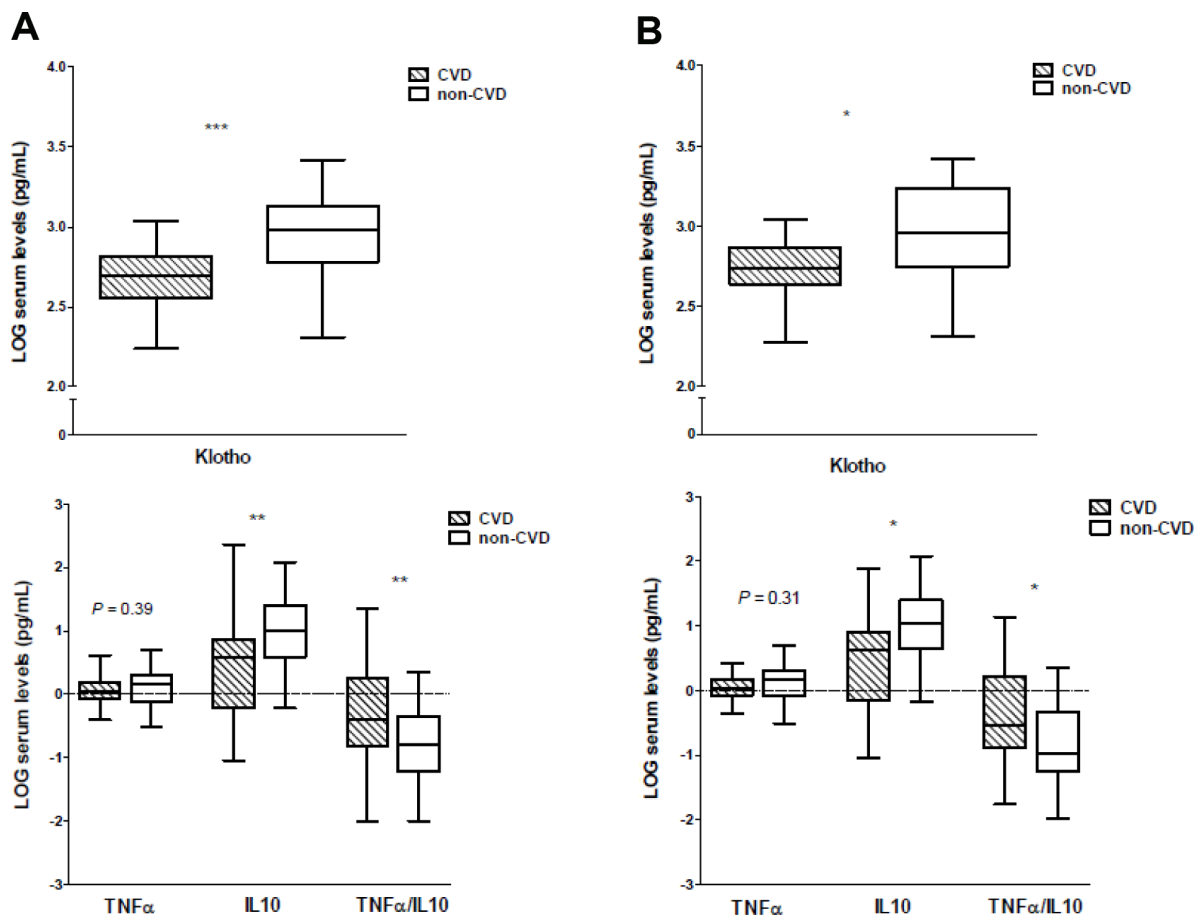 A
4.0
3.5
3.0
2.5
2.0
0
LOG serum levels (pg/mL)
CVD
non-CVD
***
Klotho
3
2
1
0
-1
-2
-3
LOG serum levels (pg/mL)
CVD
non-CVD
P = 0.39
**
**
TNFα
IL10
TNFα/IL10
B
4.0
3.5
3.0
2.5
2.0
0
LOG serum levels (pg/mL)
CVD
non-CVD
*
Klotho
3
2
1
0
-1
-2
-3
LOG serum levels (pg/mL)
CVD
non-CVD
P = 0.31
*
*
TNFα
IL10
TNFα/IL10